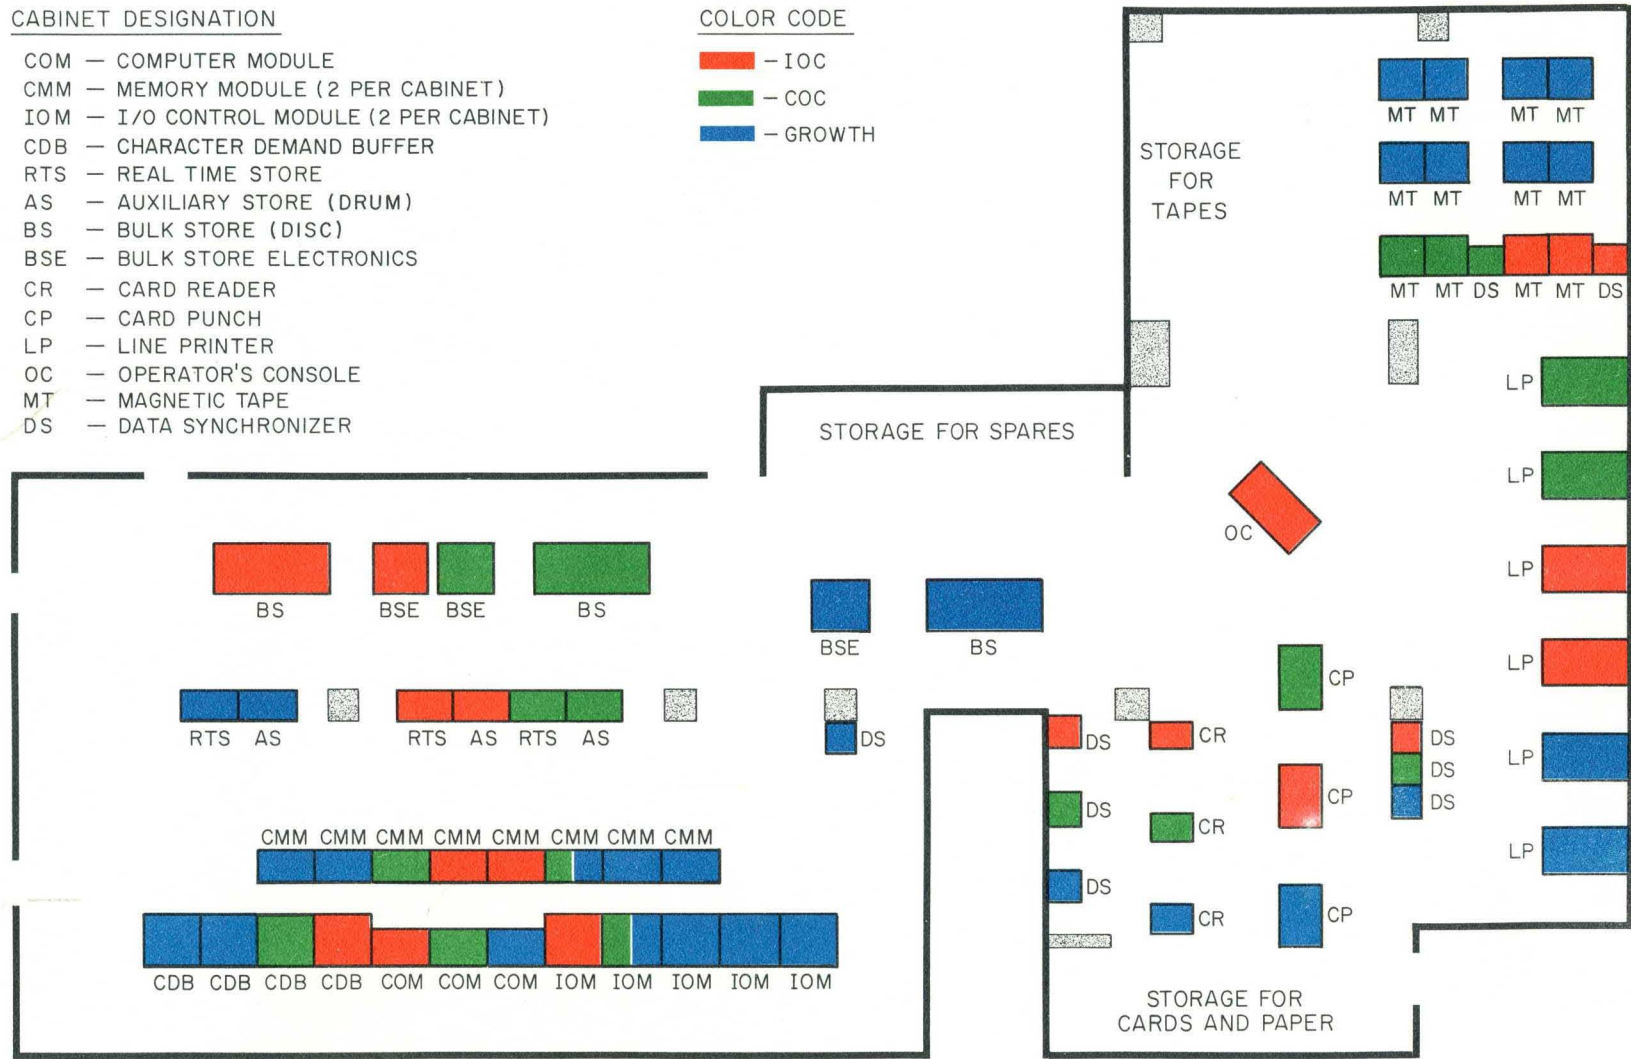 CABINET DESIGNATION
COM — COMPUTER MODULE
CMM — MEMORY MODULE (2 PER CABINET)
IOM — I/O CONTROL MODULE (2 PER CABINET)
CDB — CHARACTER DEMAND BUFFER
RTS — REAL TIME STORE
AS — AUXILIARY STORE (DRUM)
BS — BULK STORE (DISC)
BSE — BULK STORE ELECTRONICS
CR — CARD READER
CP — CARD PUNCH
LP — LINE PRINTER
OC — OPERATOR'S CONSOLE
MT — MAGNETIC TAPE
DS — DATA SYNCHRONIZER
COLOR CODE
- IOC
- COC
- GROWTH
STORAGE
FOR
TAPES
MT MT MT MT
MT MT MT MT
MT MT DS MT MT DS
LP
LP
LP
LP
LP
LP
STORAGE FOR SPARES
OC
BS BSE BSE BS
BSE BS
RTS AS RTS AS RTS AS
DS
DS CR
DS CR
DS CR
CP
CP
CP
DS
DS
DS
CMM CMM CMM CMM CMM CMM CMM CMM
CDB CDB CDB CDB COM COM COM IOM IOM IOM IOM IOM
STORAGE FOR
CARDS AND PAPER